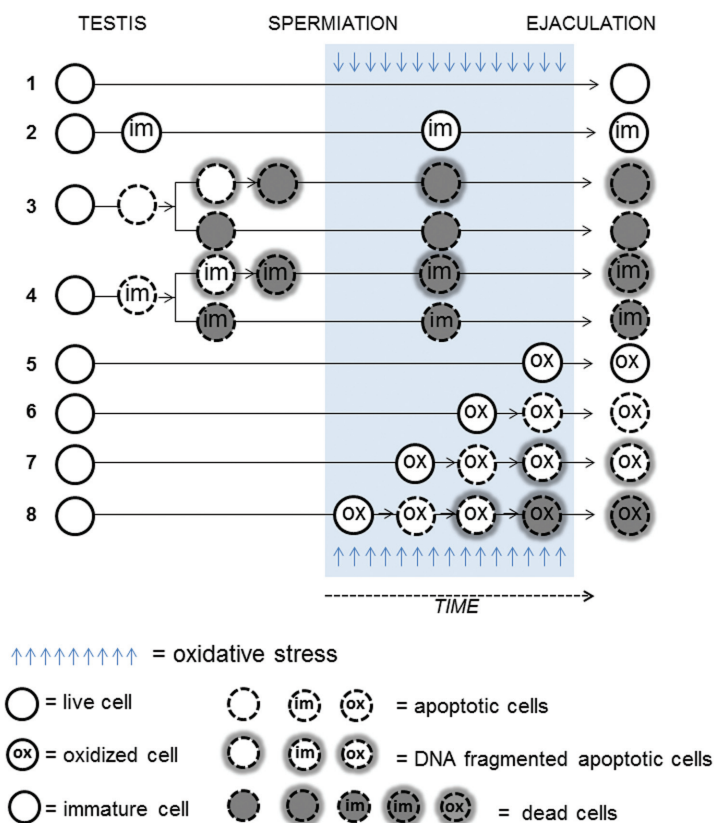 TESTIS SPERMIATION EJACULATION
1
2 im im im
3
4 im im im im im
im im im
5 ox ox
6 ox ox ox
7 ox ox ox ox
8 ox ox ox ox ox
TIME
= oxidative stress
= live cell im ox = apoptotic cells
ox = oxidized cell im ox = DNA fragmented apoptotic cells
= immature cell im im ox = dead cells